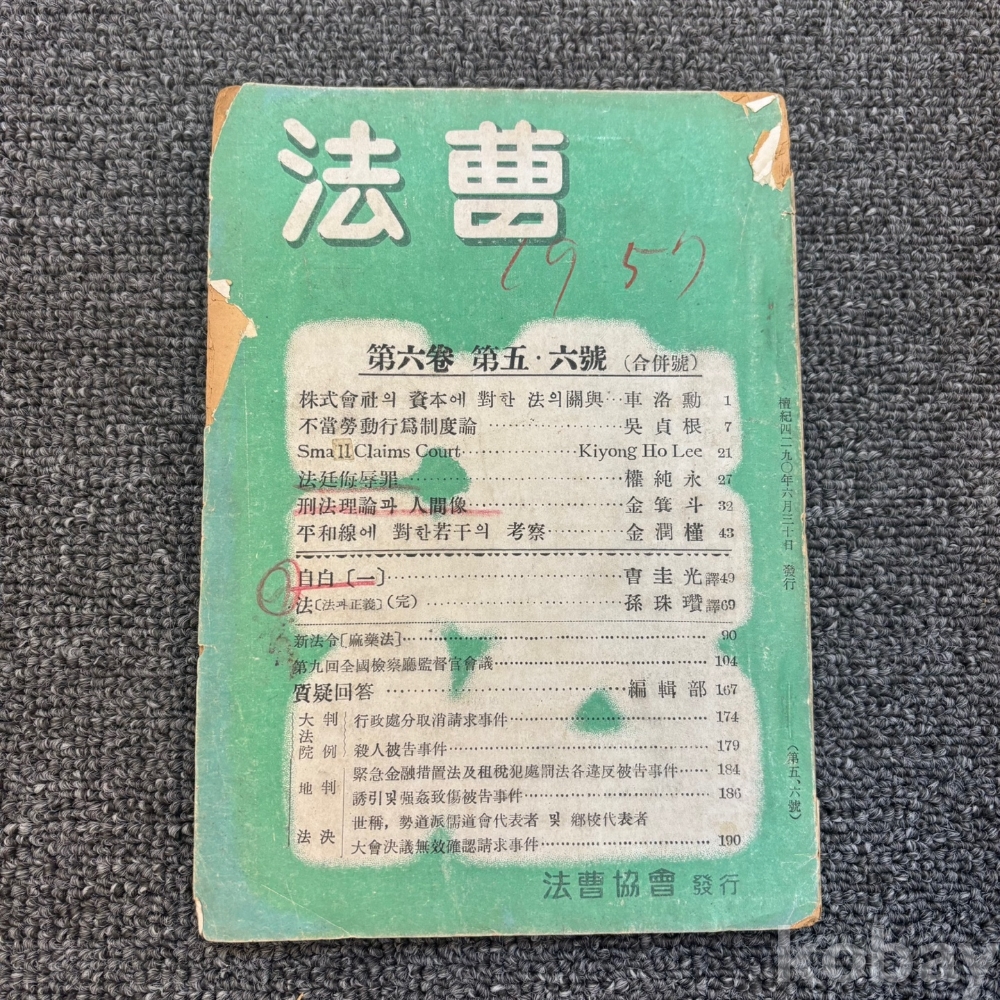 法曹
1957
第六卷 第五·六號 (合併號)
株式會社의 資本에 對한 法의關與…車洛勳 1
不當勞動行爲制度論…吳貞根 7
Small Claims Court…Kiyong Ho Lee 21
法廷侮辱罪…權純永 27
刑法理論과 人間像…金箕斗 32
平和線에 對한若干의 考察…金潤槿 43
自白〔一〕…曹圭光譯49
法〔法과正義〕(完)…孫珠瓚譯69
新法令〔麻藥法〕…90
第九回全國檢察廳監督官會議…104
質疑回答…編輯部 167
大法院 判例
行政處分取消請求事件…174
殺人被告事件…179
地法 判決
緊急金融措置法及租稅犯處罰法各違反被告事件…184
誘引및强姦致傷被告事件…186
世稱, 勢道派儒道會代表者 및 鄕校代表者
大會決議無效確認請求事件…190
法曹協會 發行
檀紀四二九〇年六月三十日 發行
(第五、六號)
kobay